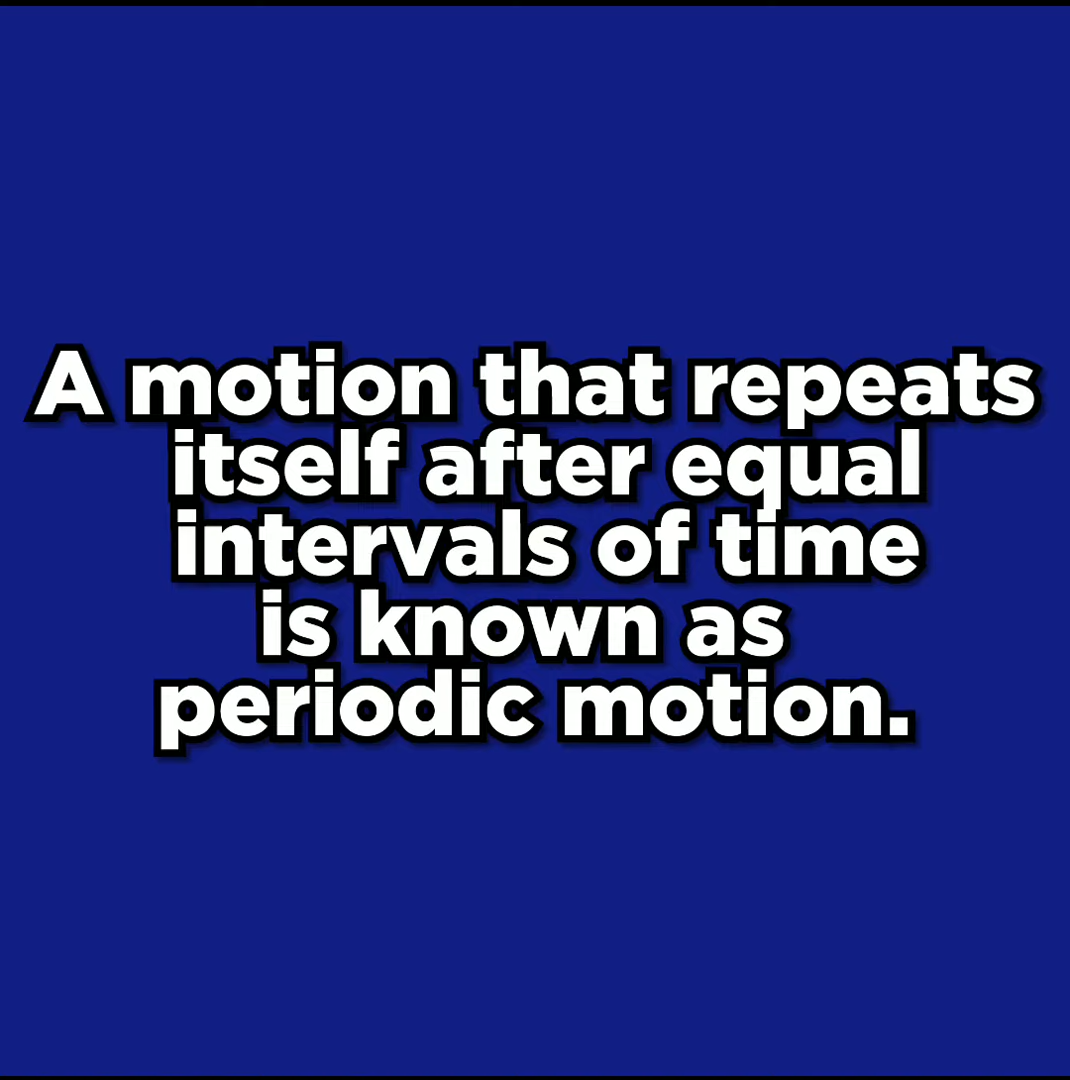 A motion that repeats
itself after equal
intervals of time
is known as
periodic motion.